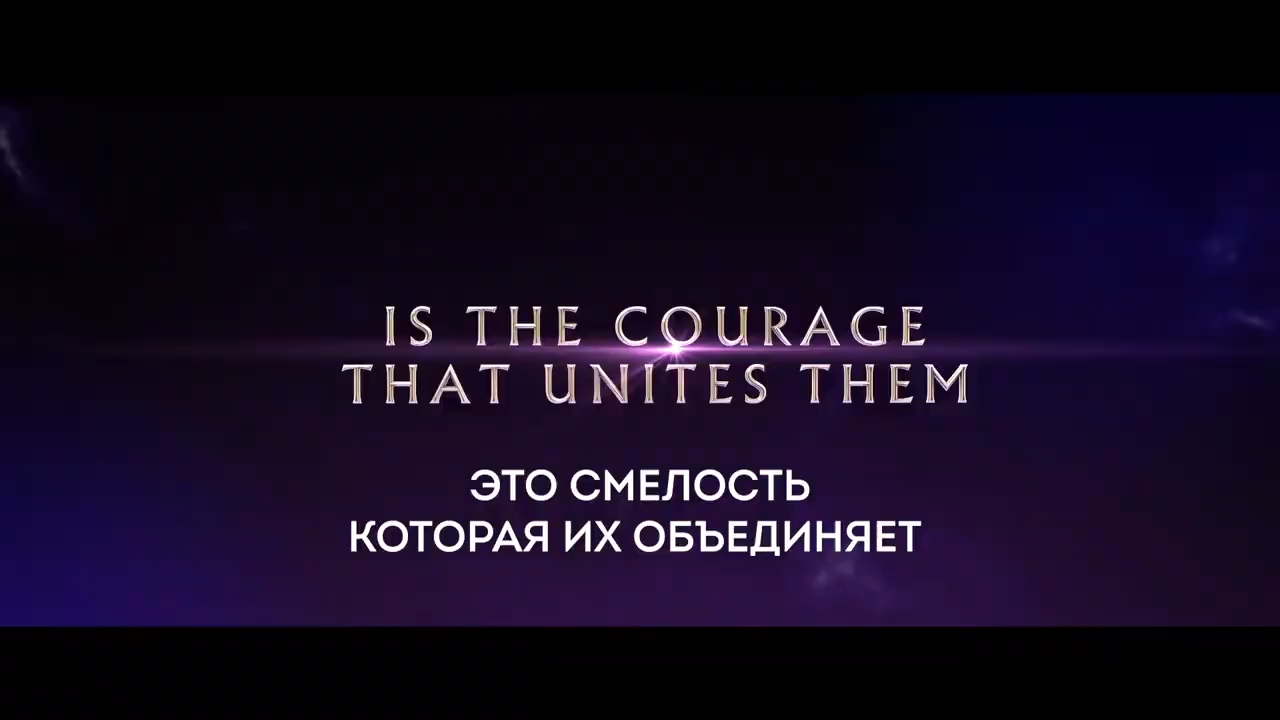 IS THE COURAGE
THAT UNITES THEM
ЭТО СМЕЛОСТЬ
КОТОРАЯ ИХ ОБЪЕДИНЯЕТ